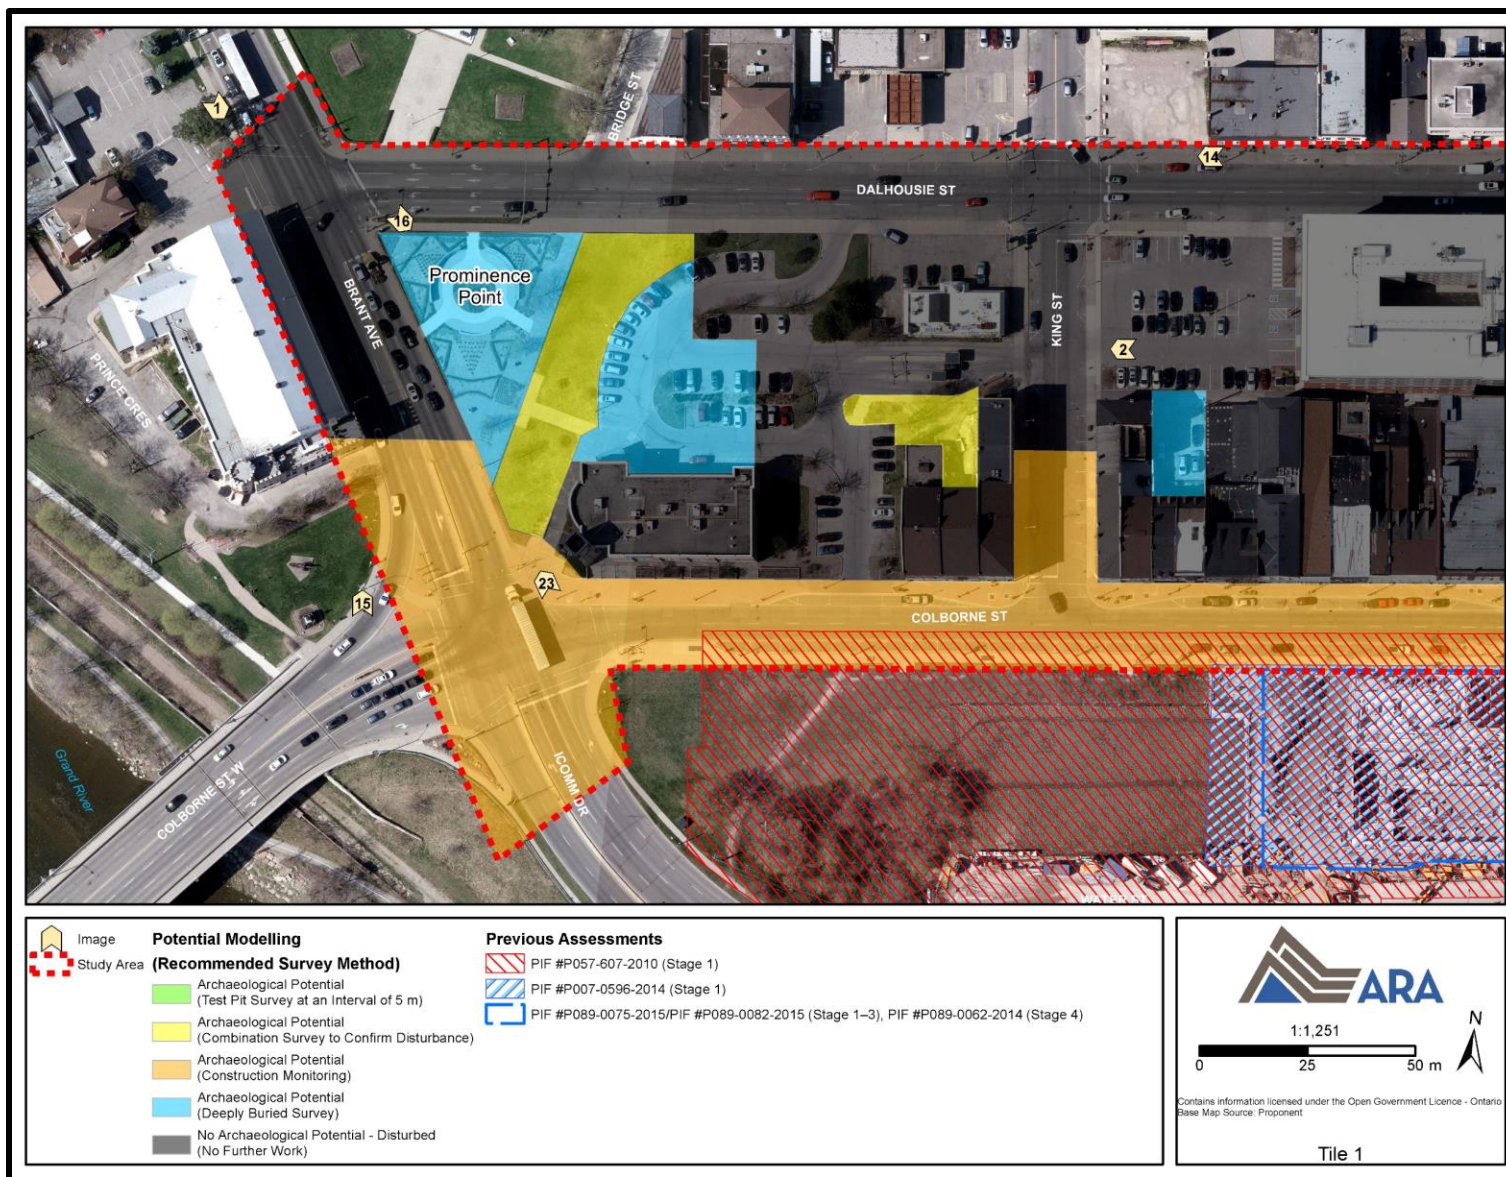 1
BRIDGE ST
14
DALHOUSIE ST
16
Prominence
Point
BRANT AVE
KING ST
2
PRINCE CRES
23
15
COLBORNE ST
ICOMM DR
Grand River
COLBORNE ST W
WATER ST
Image
Study Area
Potential Modelling
(Recommended Survey Method)
Archaeological Potential
(Test Pit Survey at an Interval of 5 m)
Archaeological Potential
(Combination Survey to Confirm Disturbance)
Archaeological Potential
(Construction Monitoring)
Archaeological Potential
(Deeply Buried Survey)
No Archaeological Potential - Disturbed
(No Further Work)
Previous Assessments
PIF #P057-607-2010 (Stage 1)
PIF #P007-0596-2014 (Stage 1)
PIF #P089-0075-2015/PIF #P089-0082-2015 (Stage 1–3), PIF #P089-0062-2014 (Stage 4)
ARA
1:1,251
N
0 25 50 m
Contains information licensed under the Open Government Licence - Ontario
Base Map Source: Proponent
Tile 1